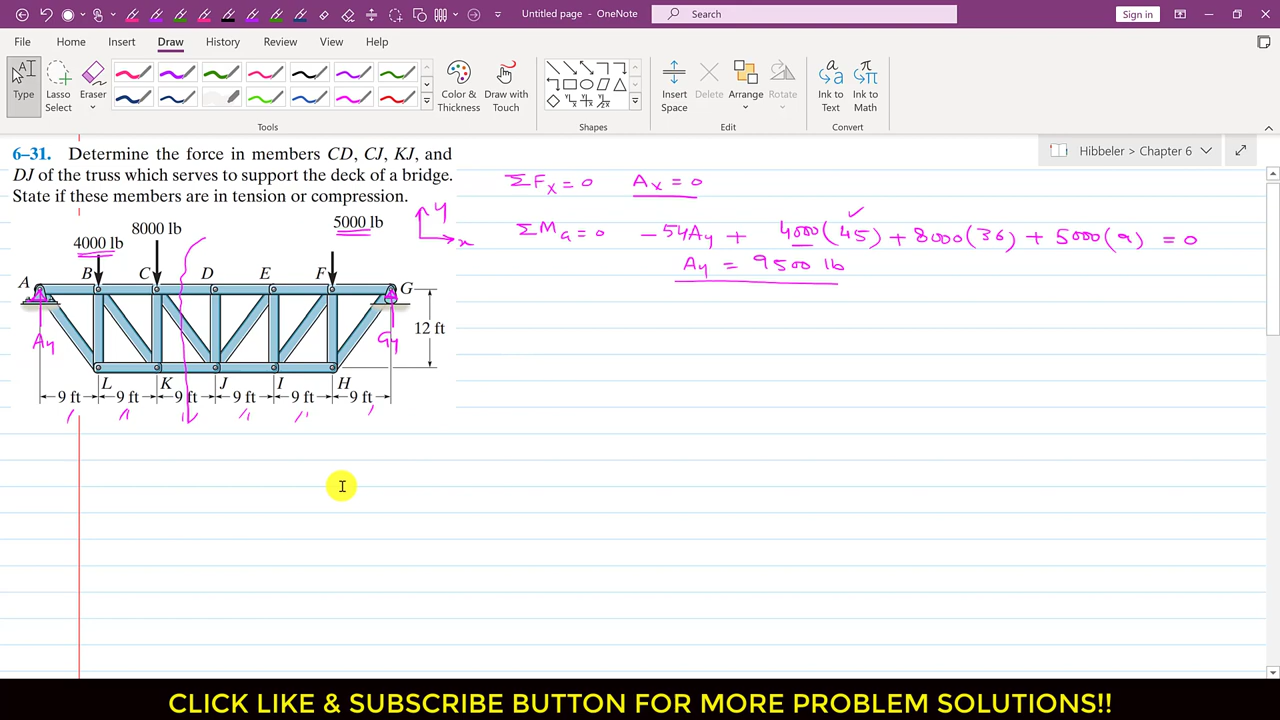 Untitled page - OneNote
Search
Sign in
File Home Insert Draw History Review View Help
Type
Lasso Select
Eraser
Color & Thickness
Draw with Touch
Insert Space
Delete
Arrange
Rotate
Ink to Text
Ink to Math
Tools
Shapes
Edit
Convert
Hibbeler > Chapter 6
6–31. Determine the force in members CD, CJ, KJ, and
DJ of the truss which serves to support the deck of a bridge.
State if these members are in tension or compression.
ΣFx = 0 Ax = 0
ΣMG = 0 -54Ay + 4000(45) + 8000(36) + 5000(9) = 0
Ay = 9500 lb
y
x
8000 lb
5000 lb
4000 lb
A B C D E F G
12 ft
Ay
Gy
L K J I H
9 ft 9 ft 9 ft 9 ft 9 ft 9 ft
CLICK LIKE & SUBSCRIBE BUTTON FOR MORE PROBLEM SOLUTIONS!!